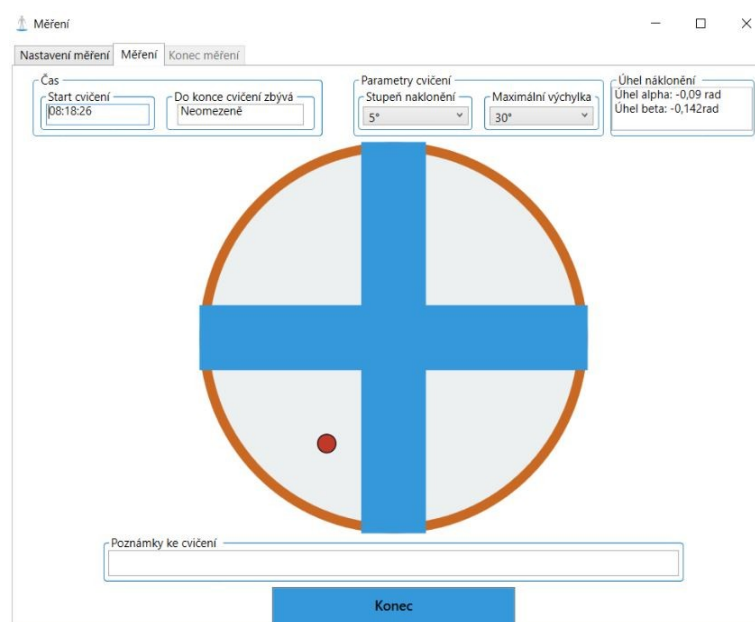 Měření
Nastavení měření Měření Konec měření
Čas
Start cvičení
08:18:26
Do konce cvičení zbývá
Neomezeně
Parametry cvičení
Stupeň naklonění
5°
Maximální výchylka
30°
Úhel náklonění
Úhel alpha: -0,09 rad
Úhel beta: -0,142rad
Poznámky ke cvičení
Konec